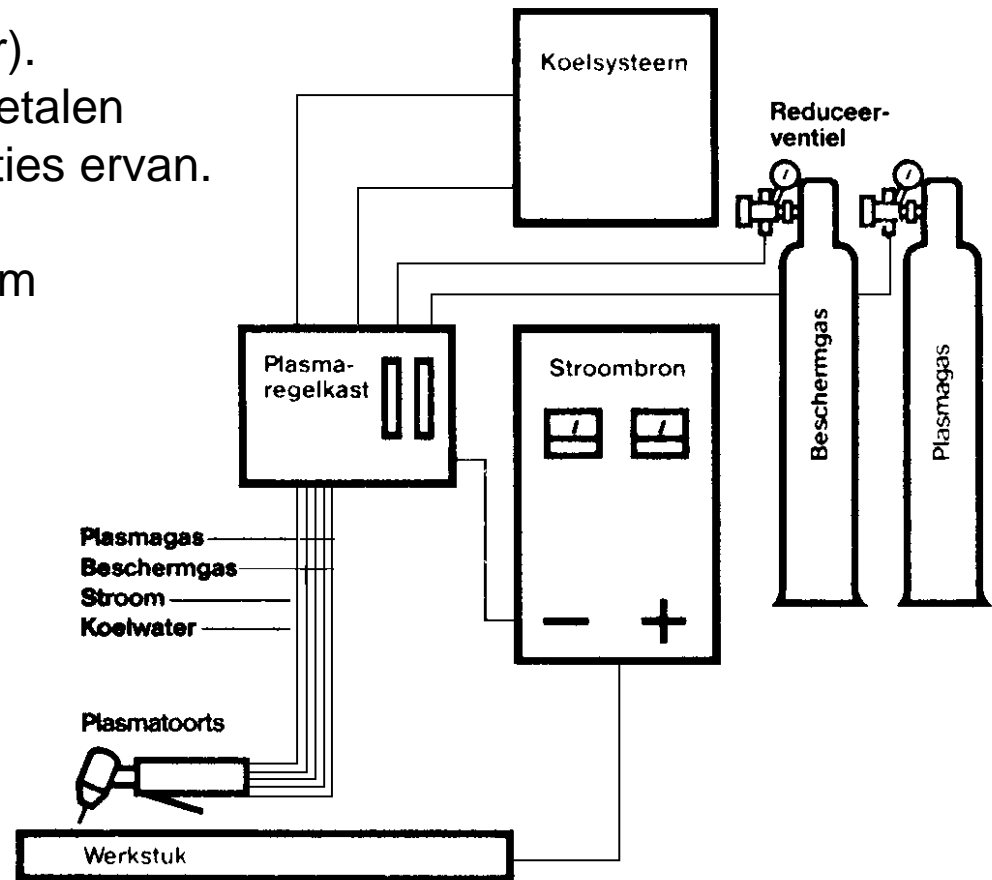 r).
etalen
ties ervan.
m
Koelsysteem
Reduceer-
ventiel
Plasma-
regelkast
Stroombron
Beschermgas
Plasmagas
Plasmagas
Beschermgas
Stroom
Koelwater
Plasmatoorts
Werkstuk